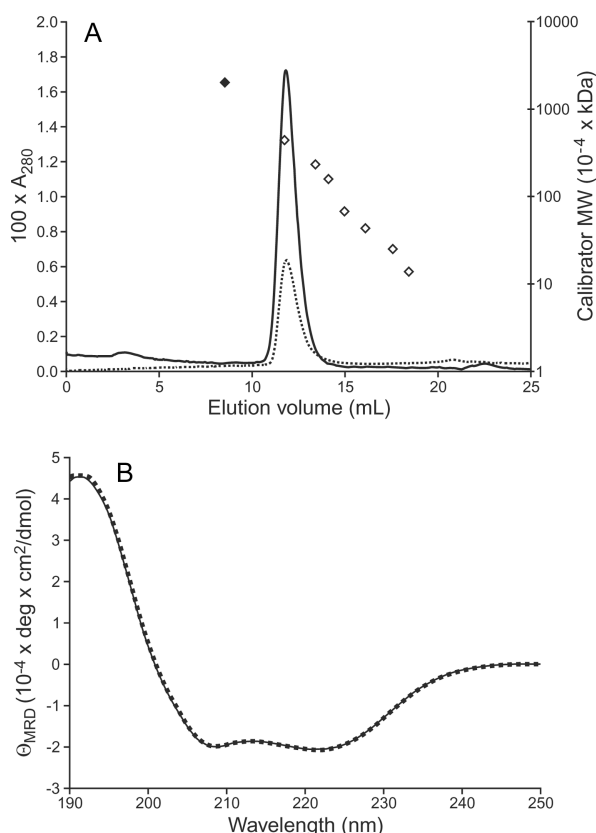 A
2.0
1.8
1.6
1.4
1.2
1.0
0.8
0.6
0.4
0.2
0.0
100 x A280
10000
1000
100
10
1
Calibrator MW (10-4 x kDa)
0 5 10 15 20 25
Elution volume (mL)
B
5
4
3
2
1
0
-1
-2
-3
ΘMRD (10-4 x deg x cm2/dmol)
190 200 210 220 230 240 250
Wavelength (nm)